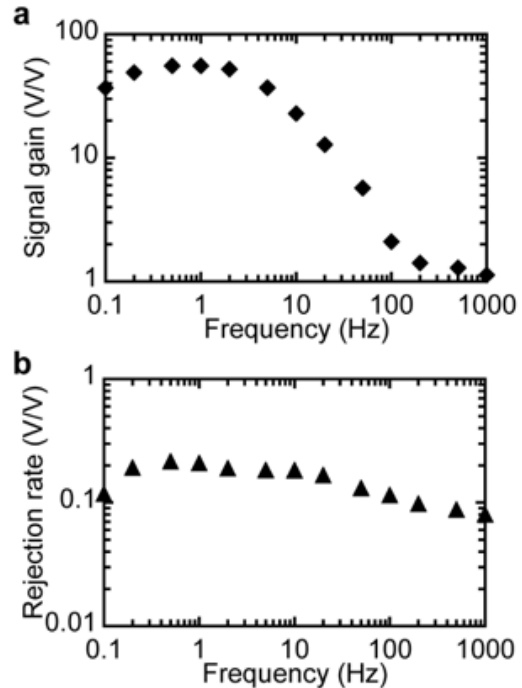 a
Signal gain (V/V)
100
10
1
0.1 1 10 100 1000
Frequency (Hz)
b
Rejection rate (V/V)
1
0.1
0.01
0.1 1 10 100 1000
Frequency (Hz)